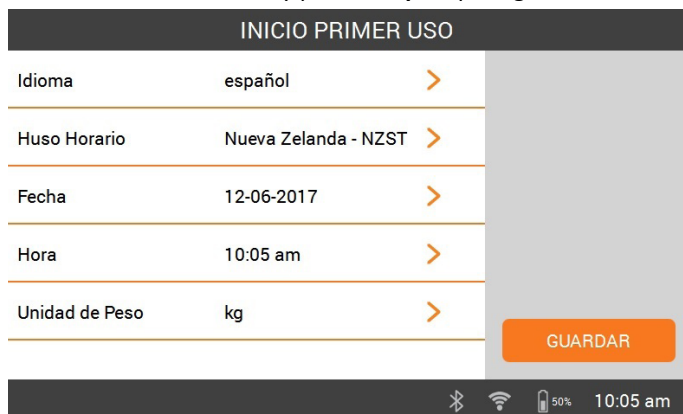 INICIO PRIMER USO
Idioma español
Huso Horario Nueva Zelanda - NZST
Fecha 12-06-2017
Hora 10:05 am
Unidad de Peso kg
GUARDAR
50% 10:05 am